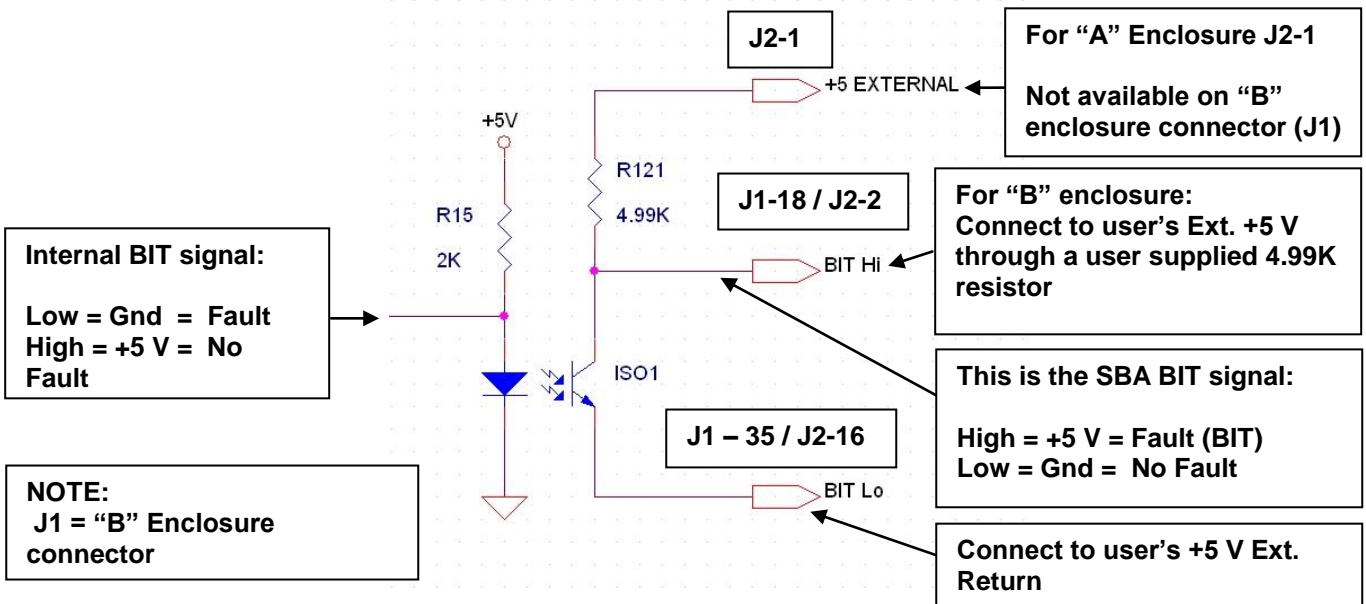 J2-1
For “A” Enclosure J2-1
Not available on “B”
enclosure connector (J1)
+5 EXTERNAL
+5V
R121
4.99K
J1-18 / J2-2
For “B” enclosure:
Connect to user’s Ext. +5 V
through a user supplied 4.99K
resistor
R15
2K
Internal BIT signal:
Low = Gnd = Fault
High = +5 V = No
Fault
BIT Hi
ISO1
This is the SBA BIT signal:
High = +5 V = Fault (BIT)
Low = Gnd = No Fault
J1 – 35 / J2-16
NOTE:
J1 = “B” Enclosure
connector
BIT Lo
Connect to user’s +5 V Ext.
Return